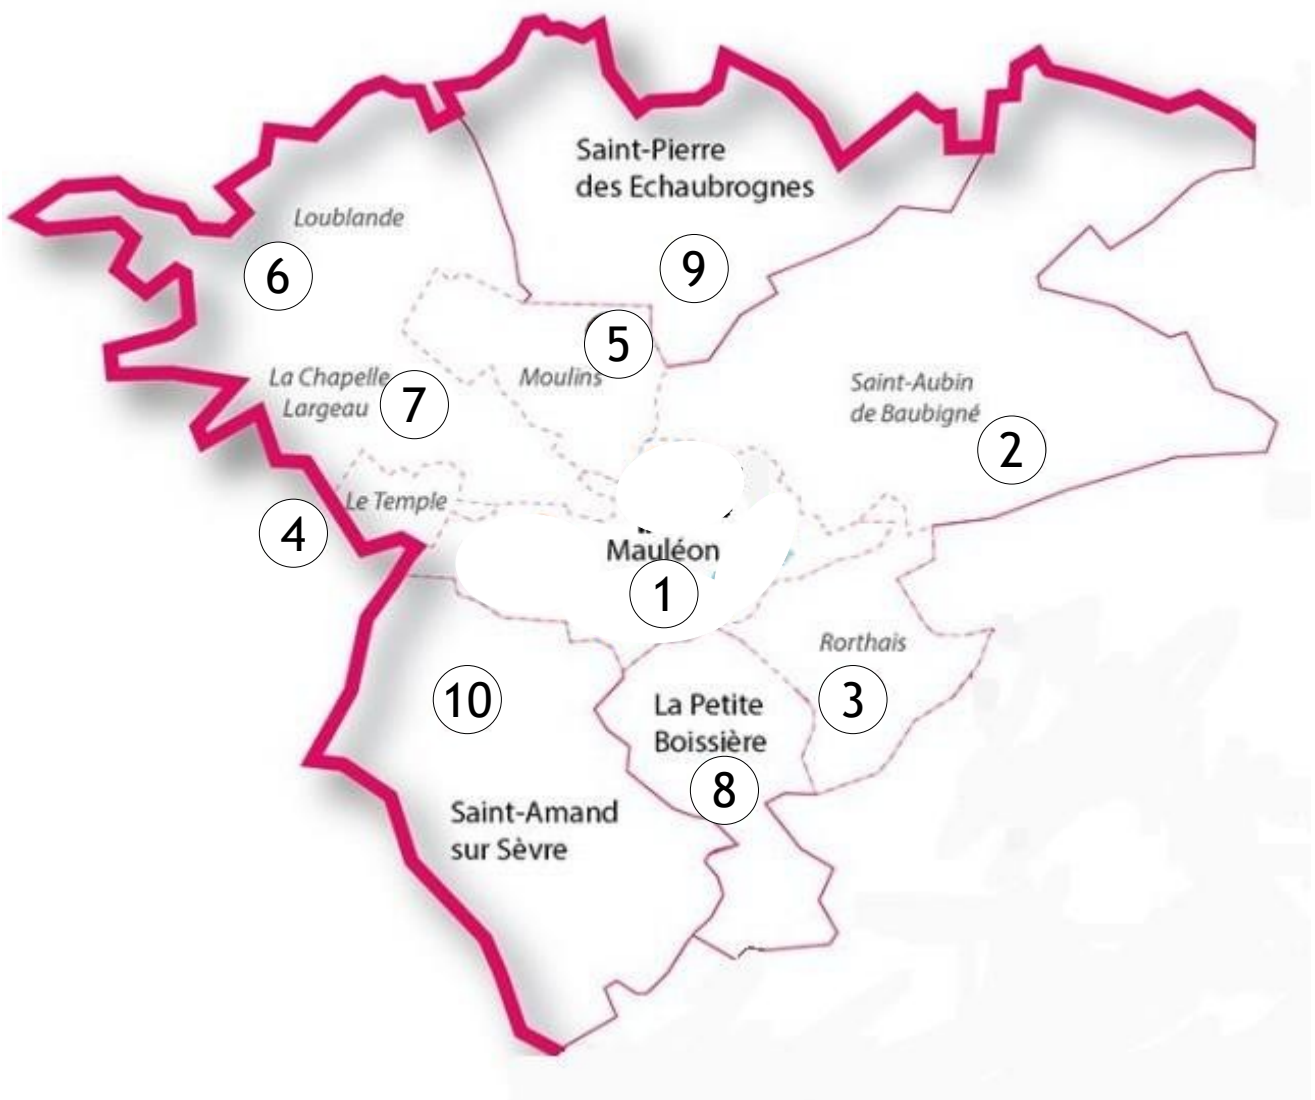 Saint-Pierre
des Echaubrognes
Loublande
9
6
5
La Chapelle
Largeau
7
Moulins
Saint-Aubin
de Baubigné
2
Le Temple
4
Mauléon
1
Rorthais
3
10
La Petite
Boissière
8
Saint-Amand
sur Sèvre